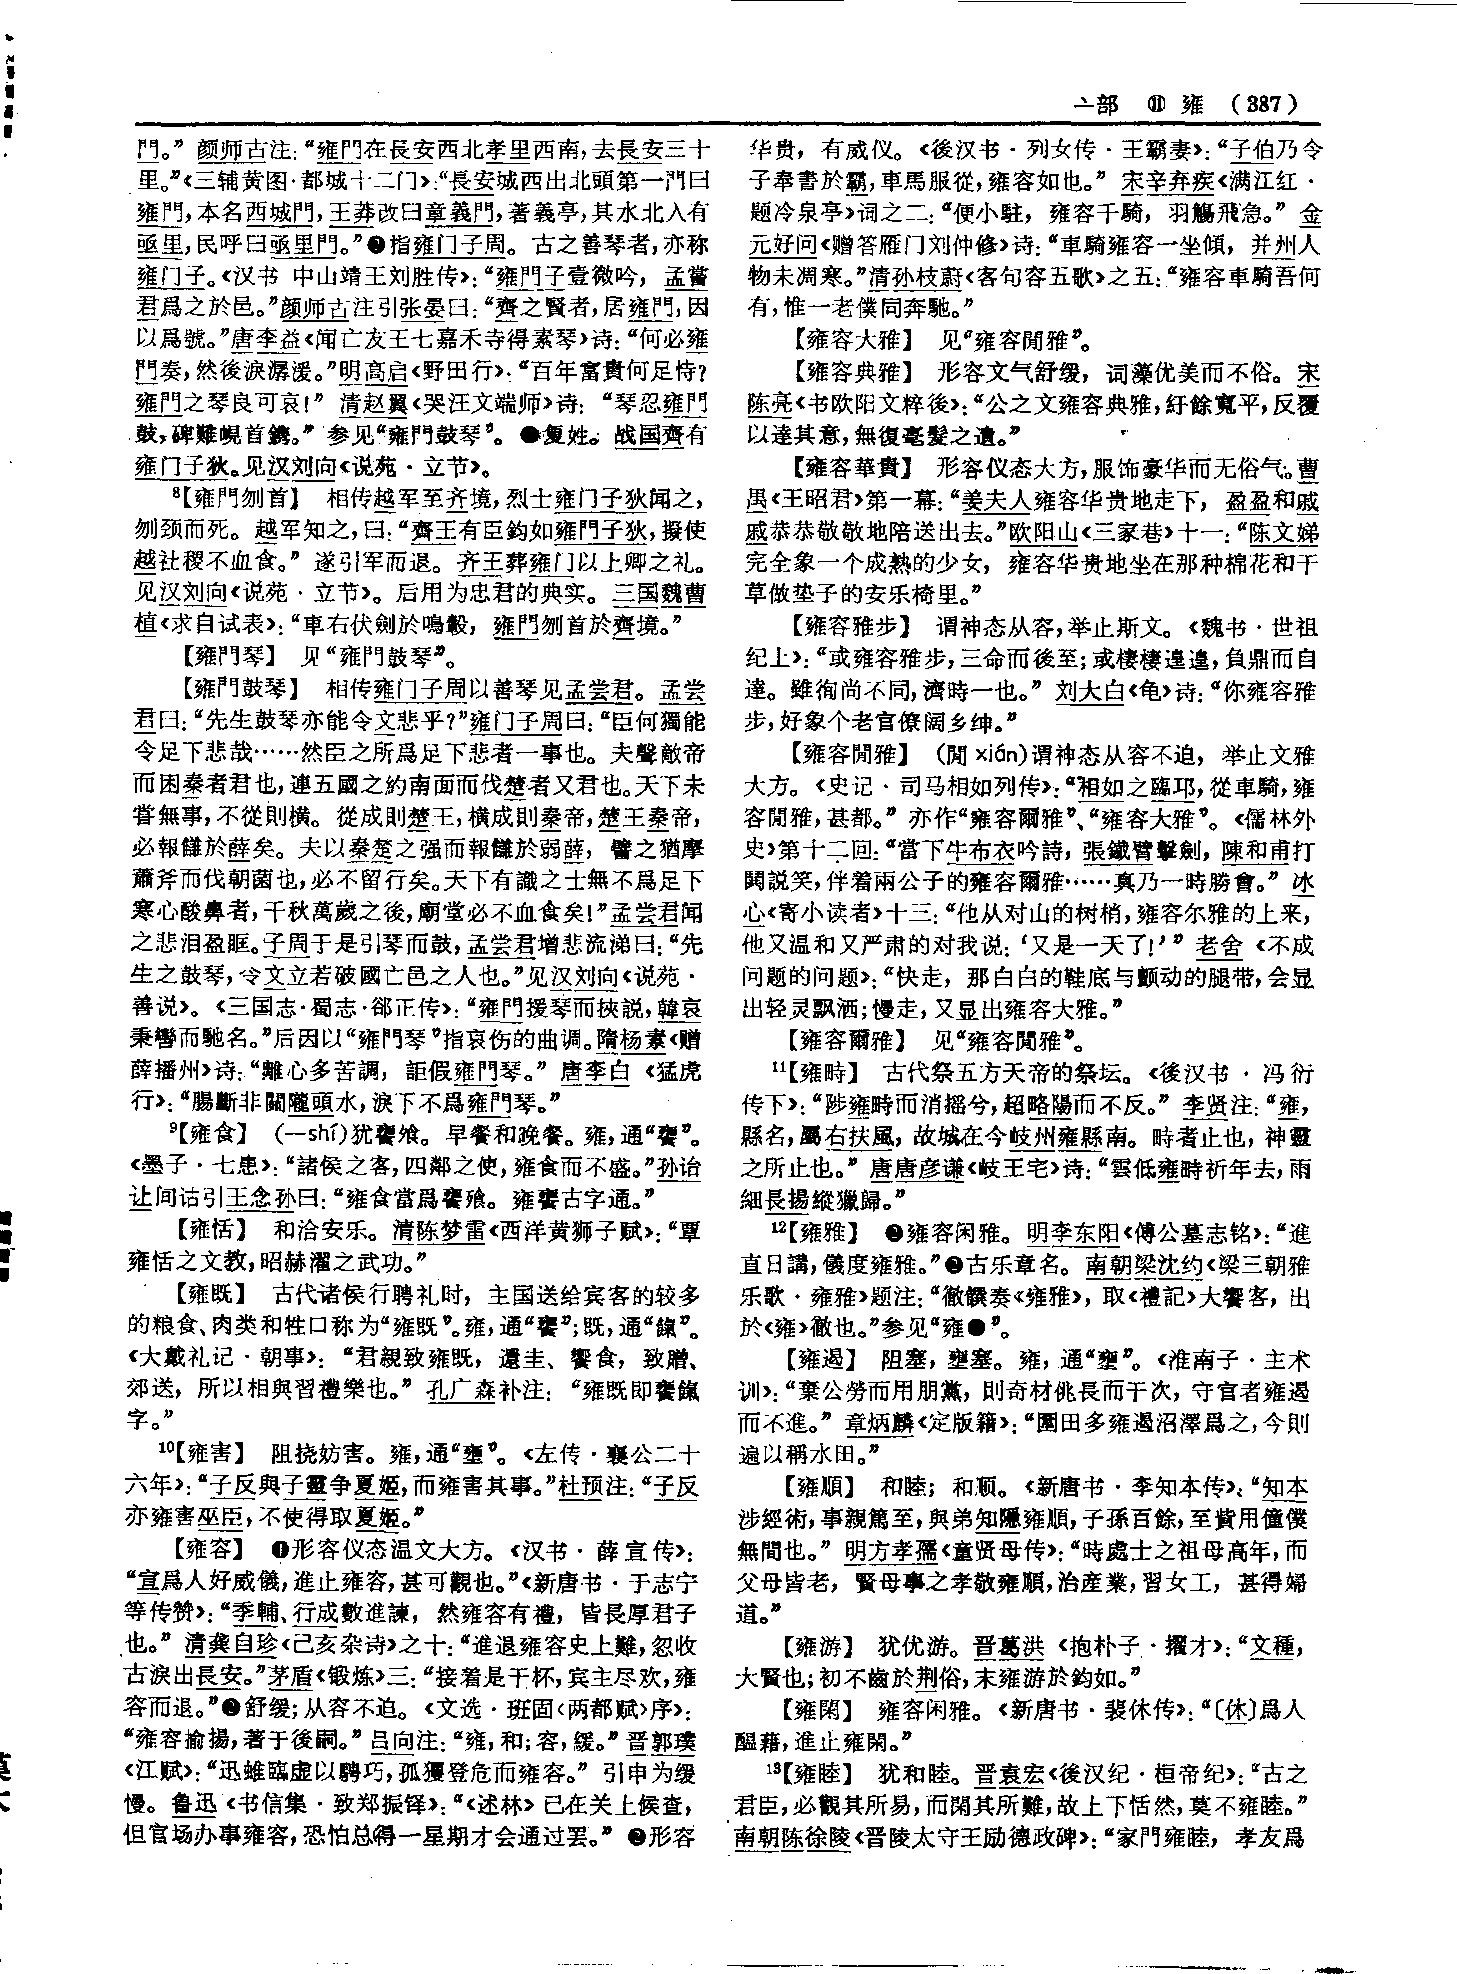 亠部 ⑪ 雍 (387)
門。”颜师古注：“雍門在長安西北孝里西南，去長安三十
里。”《三辅黄图·都城十二门》：“長安城西出北頭第一門曰
雍門，本名西城門，王莽改曰章義門，著義亭，其水北入有
亟里，民呼曰亟里門。”❷指雍门子周。古之善琴者，亦称
雍门子。《汉书 中山靖王刘胜传》：“雍門子壹微吟，孟嘗
君爲之於邑。”颜师古注引张晏曰：“齊之賢者，居雍門，因
以爲號。”唐李益《闻亡友王七嘉禾寺得素琴》诗：“何必雍
門奏，然後淚潺湲。”明高启《野田行》：“百年富貴何足恃？
雍門之琴良可哀！”清赵翼《哭汪文端师》诗：“琴忍雍門
鼓，碑難峴首鐫。”参见“雍門鼓琴”。●复姓。战国齊有
雍门子狄。见汉刘向《说苑·立节》。
8【雍門刎首】 相传越军至齐境，烈士雍门子狄闻之，
刎颈而死。越军知之，曰：“齊王有臣鈞如雍門子狄，擬使
越社稷不血食。”遂引军而退。齐王葬雍门以上卿之礼。
见汉刘向《说苑·立节》。后用为忠君的典实。三国魏曹
植《求自试表》：“車右伏劍於鳴轂，雍門刎首於齊境。”
【雍門琴】 见“雍門鼓琴”。
【雍門鼓琴】 相传雍门子周以善琴见孟尝君。孟尝
君曰：“先生鼓琴亦能令文悲乎？”雍门子周曰：“臣何獨能
令足下悲哉……然臣之所爲足下悲者一事也。夫聲敵帝
而困秦者君也，連五國之約南面而伐楚者又君也。天下未
嘗無事，不從則橫。從成則楚王，橫成則秦帝，楚王秦帝，
必報讎於薛矣。夫以秦楚之强而報讎於弱薛，譬之猶摩
蕭斧而伐朝菌也，必不留行矣。天下有識之士無不爲足下
寒心酸鼻者，千秋萬歲之後，廟堂必不血食矣！”孟尝君闻
之悲泪盈眶。子周于是引琴而鼓，孟尝君增悲流涕曰：“先
生之鼓琴，令文立若破國亡邑之人也。”见汉刘向《说苑·
善说》。《三国志·蜀志·郤正传》：“雍門援琴而挾説，韓哀
秉轡而馳名。”后因以“雍門琴”指哀伤的曲调。隋杨素《赠
薛播州》诗：“離心多苦調，詎假雍門琴。”唐李白《猛虎
行》：“腸斷非關隴頭水，淚下不爲雍門琴。”
9【雍食】 (一shí)犹饔飧。早餐和晚餐。雍，通“饔”。
《墨子·七患》：“諸侯之客，四鄰之使，雍食而不盛。”孙诒
让间诂引王念孙曰：“雍食當爲饔飧。雍饔古字通。”
【雍恬】 和洽安乐。清陈梦雷《西洋黄狮子赋》：“覃
雍恬之文教，昭赫濯之武功。”
【雍既】 古代诸侯行聘礼时，主国送给宾客的较多
的粮食、肉类和牲口称为“雍既”。雍，通“饔”；既，通“餼”。
《大戴礼记·朝事》：“君親致雍既，還圭、饗食，致贈、
郊送，所以相與習禮樂也。”孔广森补注：“雍既即饔餼
字。”
10【雍害】 阻挠妨害。雍，通“壅”。《左传·襄公二十
六年》：“子反與子靈争夏姬，而雍害其事。”杜预注：“子反
亦雍害巫臣，不使得取夏姬。”
【雍容】 ❶形容仪态温文大方。《汉书·薛宣传》：
“宣爲人好威儀，進止雍容，甚可觀也。”《新唐书·于志宁
等传赞》：“季輔、行成數進諫，然雍容有禮，皆長厚君子
也。”清龚自珍《己亥杂诗》之十：“進退雍容史上難，忽收
古淚出長安。”茅盾《锻炼》三：“接着是干杯，宾主尽欢，雍
容而退。”❷舒缓；从容不迫。《文选·班固〈两都赋〉序》：
“雍容揄揚，著于後嗣。”吕向注：“雍，和；容，緩。”晋郭璞
《江赋》：“迅蜼臨虚以騁巧，孤玃登危而雍容。”引申为缓
慢。鲁迅《书信集·致郑振铎》：“《述林》已在关上候查，
但官场办事雍容，恐怕总得一星期才会通过罢。”❸形容
华贵，有威仪。《後汉书·列女传·王霸妻》：“子伯乃令
子奉書於霸，車馬服從，雍容如也。”宋辛弃疾《满江红·
题冷泉亭》词之二：“便小駐，雍容千騎，羽觴飛急。”金
元好问《赠答雁门刘仲修》诗：“車騎雍容一坐傾，并州人
物未凋寒。”清孙枝蔚《客句容五歌》之五：“雍容車騎吾何
有，惟一老僕同奔馳。”
【雍容大雅】 见“雍容閒雅”。
【雍容典雅】 形容文气舒缓，词藻优美而不俗。宋
陈亮《书欧阳文粹後》：“公之文雍容典雅，紆餘寬平，反覆
以達其意，無復毫髮之遺。”
【雍容華貴】 形容仪态大方，服饰豪华而无俗气。曹
禺《王昭君》第一幕：“姜夫人雍容华贵地走下，盈盈和戚
戚恭恭敬敬地陪送出去。”欧阳山《三家巷》十一：“陈文娣
完全象一个成熟的少女，雍容华贵地坐在那种棉花和干
草做垫子的安乐椅里。”
【雍容雅步】 谓神态从容，举止斯文。《魏书·世祖
纪上》：“或雍容雅步，三命而後至；或棲棲遑遑，負鼎而自
達。雖徇尚不同，濟時一也。”刘大白《龟》诗：“你雍容雅
步，好象个老官僚阔乡绅。”
【雍容閒雅】 (閒 xián)谓神态从容不迫，举止文雅
大方。《史记·司马相如列传》：“相如之臨邛，從車騎，雍
容閒雅，甚都。”亦作“雍容爾雅”、“雍容大雅”。《儒林外
史》第十二回：“當下牛布衣吟詩，張鐵臂擊劍，陳和甫打
鬨説笑，伴着兩公子的雍容爾雅……真乃一時勝會。”冰
心《寄小读者》十三：“他从对山的树梢，雍容尔雅的上来，
他又温和又严肃的对我说：‘又是一天了！’”老舍《不成
问题的问题》：“快走，那白白的鞋底与颤动的腿带，会显
出轻灵飘洒；慢走，又显出雍容大雅。”
【雍容爾雅】 见“雍容閒雅”。
11【雍畤】 古代祭五方天帝的祭坛。《後汉书·冯衍
传下》：“陟雍畤而消摇兮，超略陽而不反。”李贤注：“雍，
縣名，屬右扶風，故城在今岐州雍縣南。畤者止也，神靈
之所止也。”唐唐彦谦《岐王宅》诗：“雲低雍畤祈年去，雨
細長揚縱獵歸。”
12【雍雅】 ❶雍容闲雅。明李东阳《傅公墓志铭》：“進
直日講，儀度雍雅。”❷古乐章名。南朝梁沈约《梁三朝雅
乐歌·雍雅》题注：“徹饌奏《雍雅》，取《禮記》大饗客，出
於《雍》徹也。”参见“雍●”。
【雍遏】 阻塞，壅塞。雍，通“壅”。《淮南子·主术
训》：“棄公勞而用朋黨，則奇材佻長而干次，守官者雍遏
而不進。”章炳麟《定版籍》：“園田多雍遏沼澤爲之，今則
遍以稱水田。”
【雍順】 和睦；和顺。《新唐书·李知本传》：“知本
涉經術，事親篤至，與弟知隱雍順，子孫百餘，至貲用僮僕
無間也。”明方孝孺《童贤母传》：“時處士之祖母高年，而
父母皆老，賢母事之孝敬雍順，治産業，習女工，甚得婦
道。”
【雍游】 犹优游。晋葛洪《抱朴子·擢才》：“文種，
大賢也；初不齒於荆俗，末雍游於鈞如。”
【雍閑】 雍容闲雅。《新唐书·裴休传》：“〔休〕爲人
醖藉，進止雍閑。”
13【雍睦】 犹和睦。晋袁宏《後汉纪·桓帝纪》：“古之
君臣，必觀其所易，而閑其所難，故上下恬然，莫不雍睦。”
南朝陈徐陵《晋陵太守王励德政碑》：“家門雍睦，孝友爲